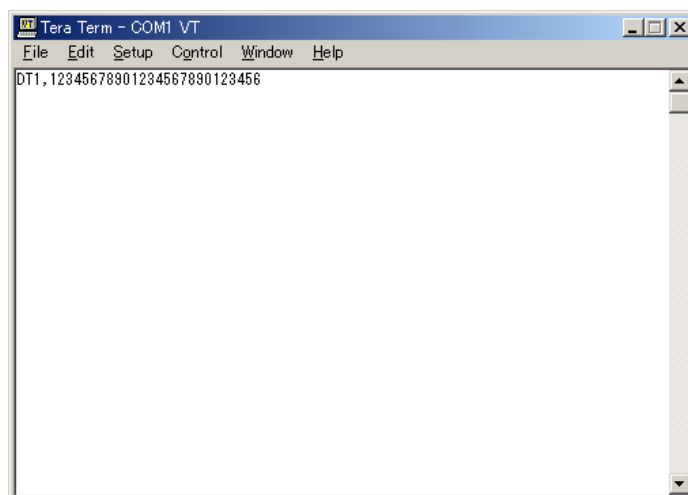 Tera Term - COM1 VT
File Edit Setup Control Window Help
DT1,12345678901234567890123456